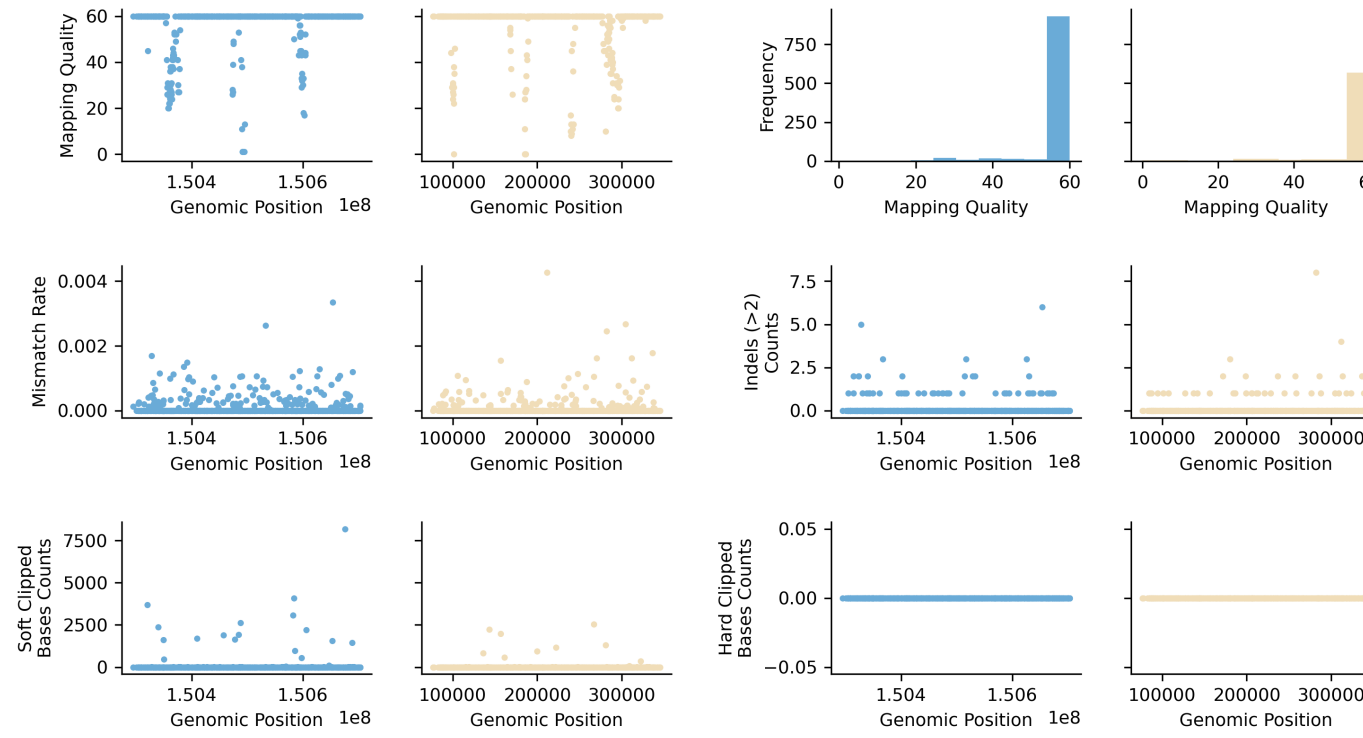 Mapping Quality
60
40
20
0
1.504
1.506
1e8
Genomic Position
100000
200000
300000
Genomic Position
Frequency
750
500
250
0
0
20
40
60
Mapping Quality
0
20
40
Mapping Quality
Mismatch Rate
0.004
0.002
0.000
1.504
1.506
1e8
Genomic Position
100000
200000
300000
Genomic Position
Indels (>2)
Counts
7.5
5.0
2.5
0.0
1.504
1.506
1e8
Genomic Position
100000
200000
300000
Genomic Position
Soft Clipped
Bases Counts
7500
5000
2500
0
1.504
1.506
1e8
Genomic Position
100000
200000
300000
Genomic Position
Hard Clipped
Bases Counts
0.05
0.00
−0.05
1.504
1.506
1e8
Genomic Position
100000
200000
300000
Genomic Position